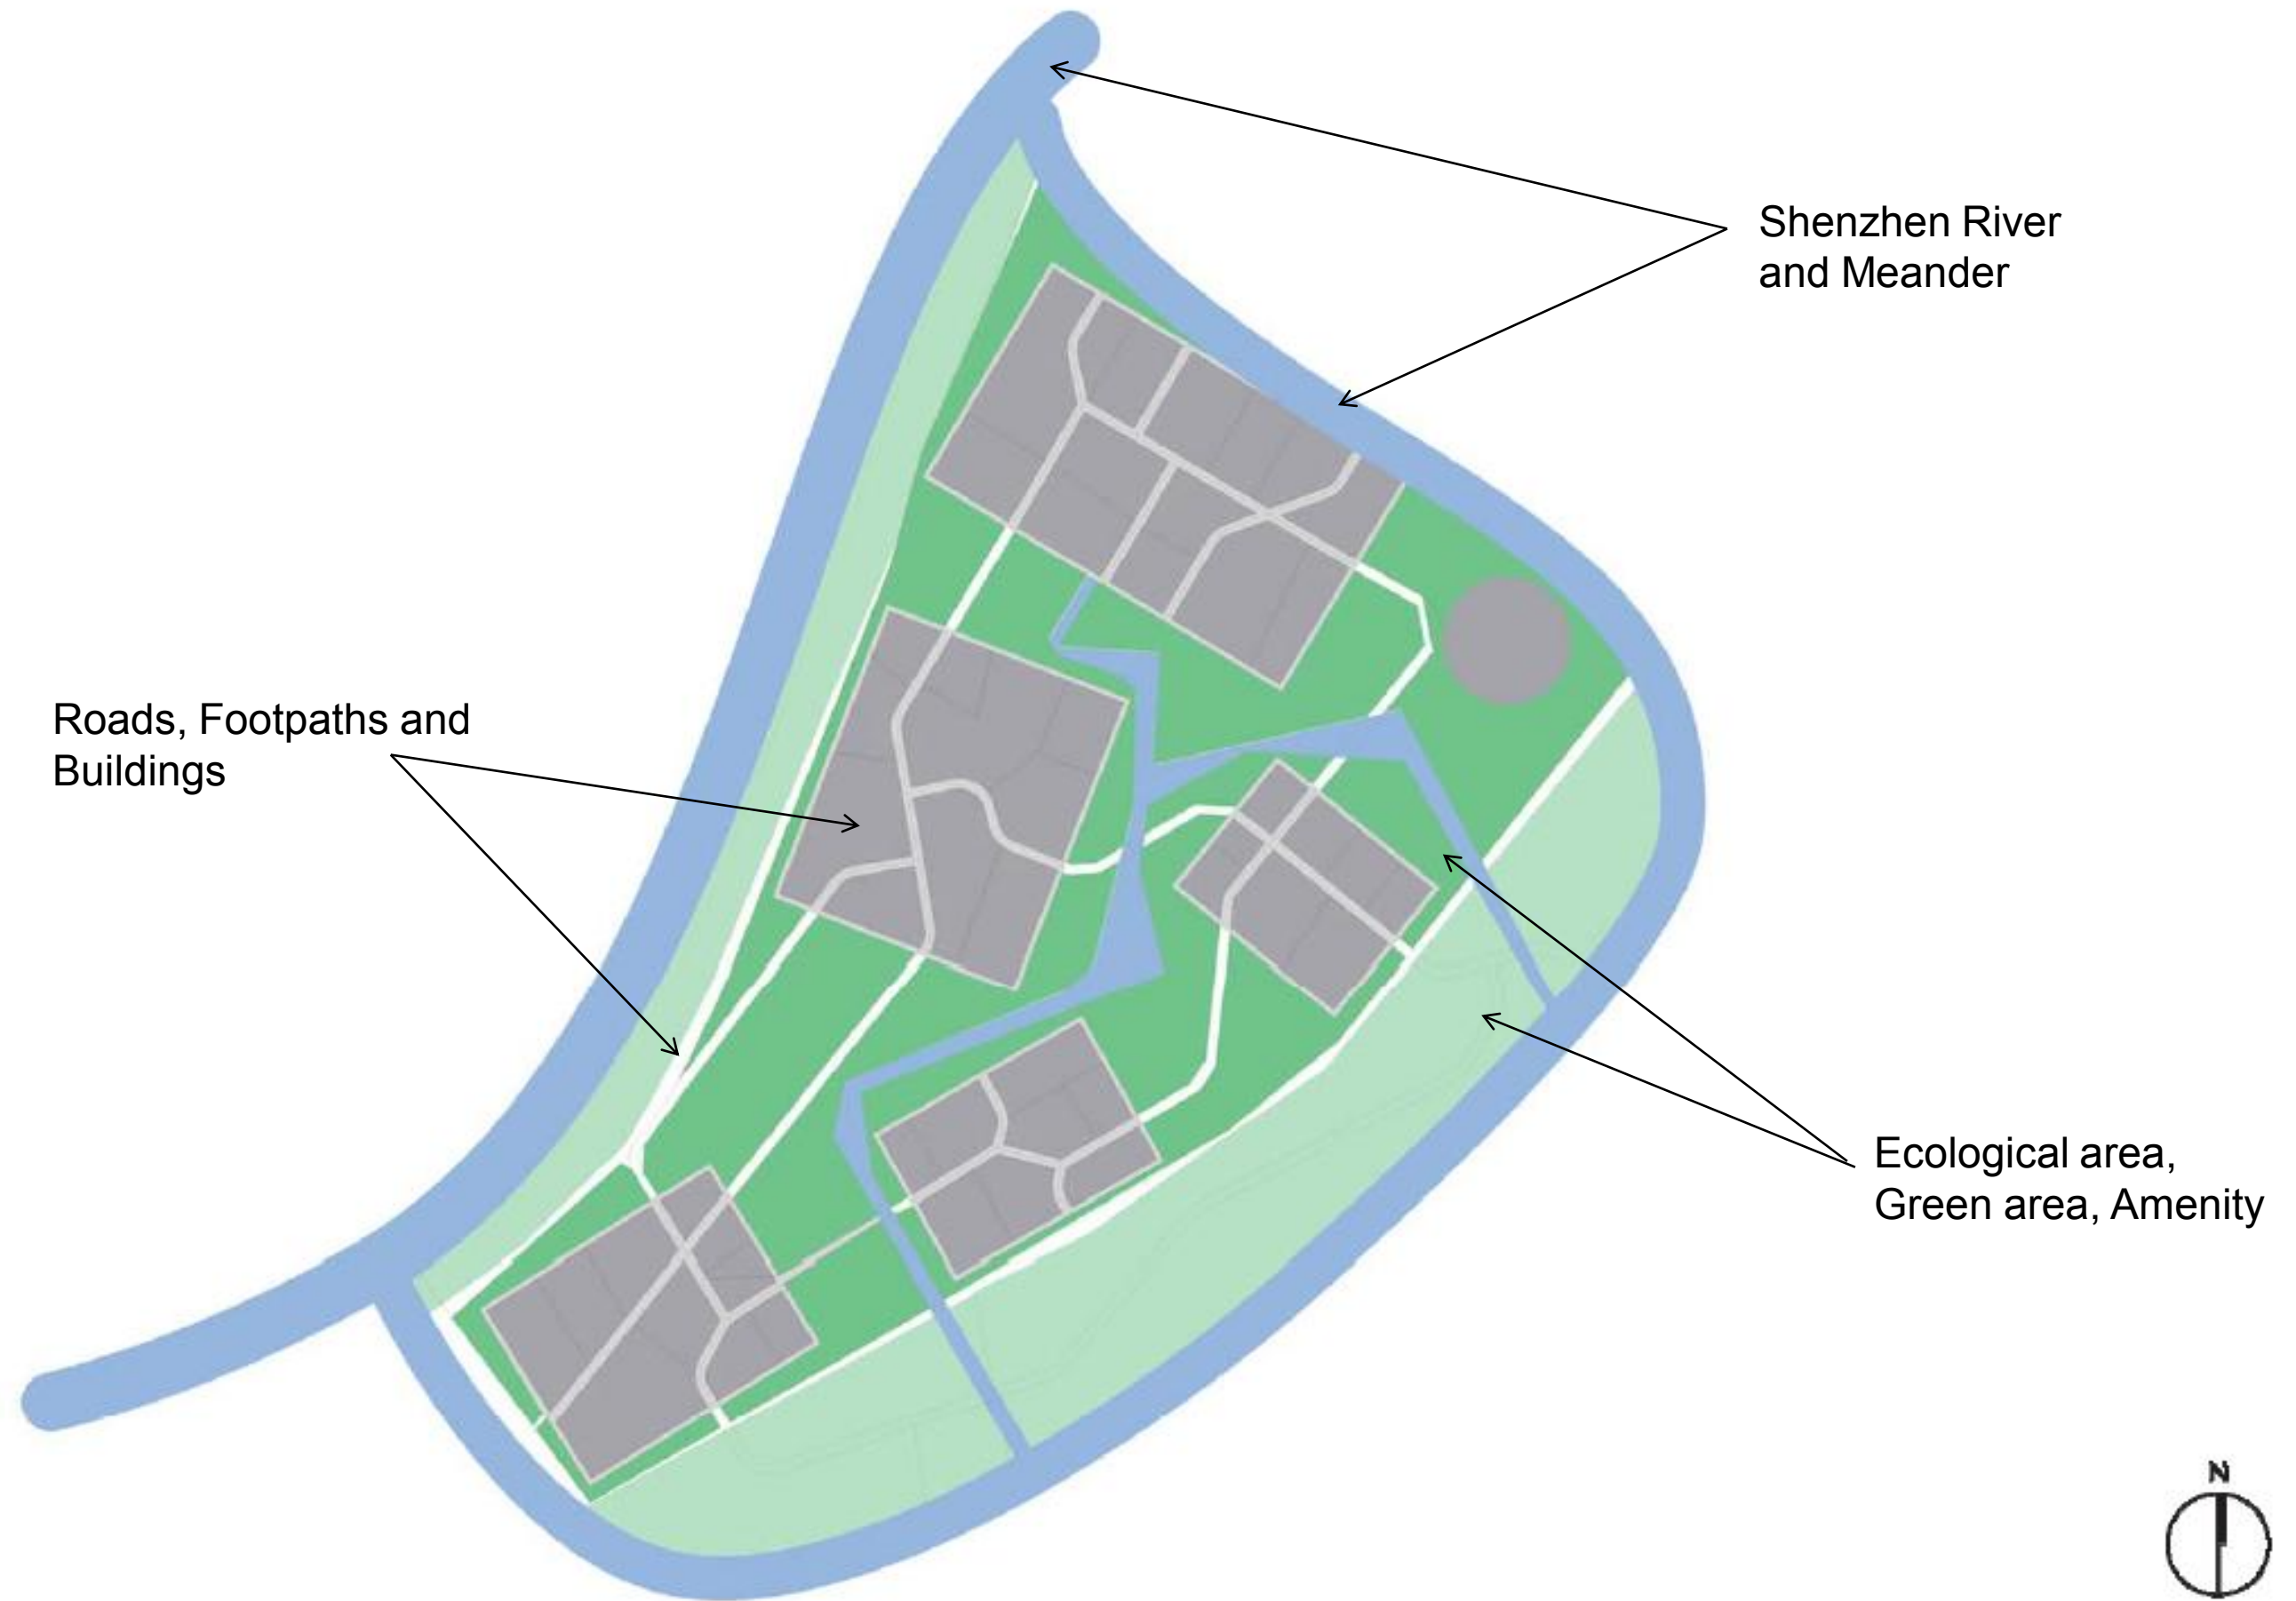 Shenzhen River
and Meander
Roads, Footpaths and
Buildings
Ecological area,
Green area, Amenity
N